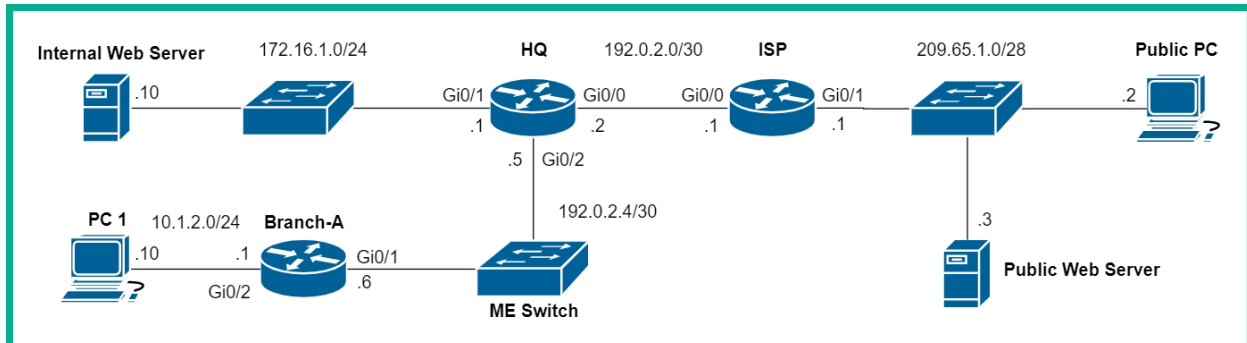 Internal Web Server
172.16.1.0/24
HQ
192.0.2.0/30
ISP
209.65.1.0/28
Public PC
.10
Gi0/1
Gi0/0
Gi0/0
Gi0/1
.2
.1
.2
.1
.1
.5
Gi0/2
PC 1
10.1.2.0/24
Branch-A
192.0.2.4/30
.3
.10
.1
Gi0/1
Gi0/2
.6
Public Web Server
ME Switch